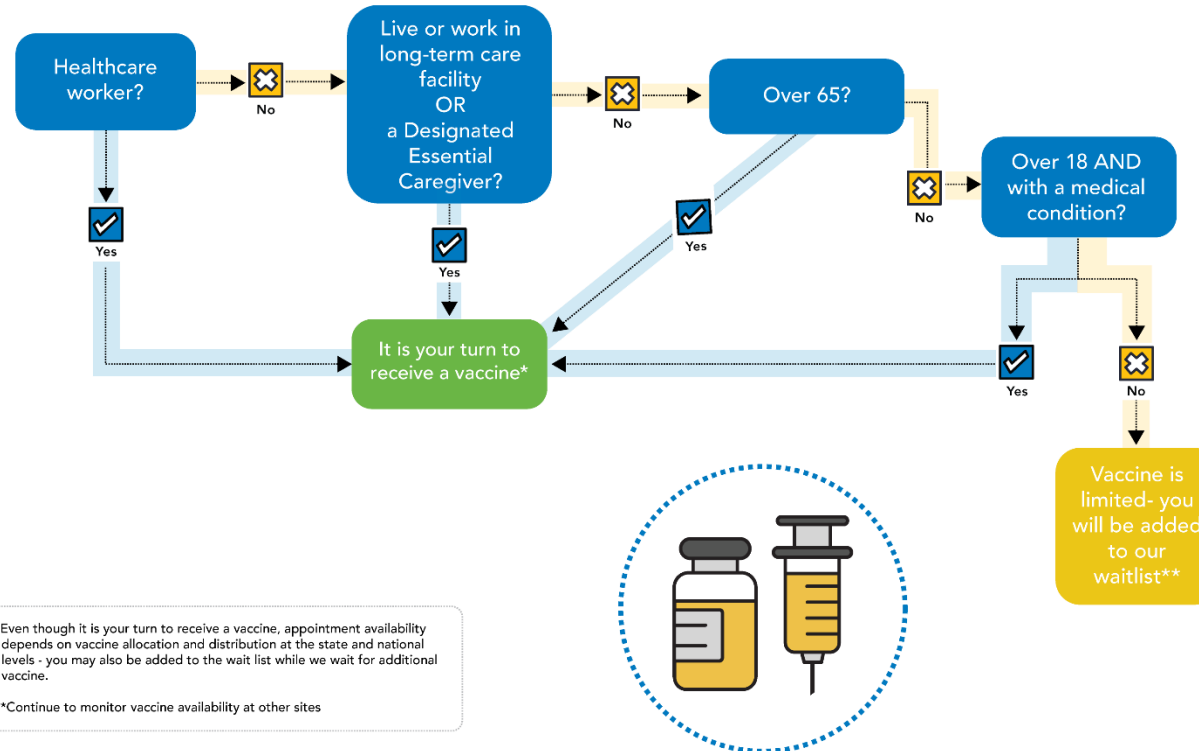 Healthcare
worker?
No
Yes
Live or work in
long-term care
facility
OR
a Designated
Essential
Caregiver?
No
Yes
Over 65?
No
Yes
Over 18 AND
with a medical
condition?
Yes
No
It is your turn to
receive a vaccine*
Vaccine is
limited- you
will be added
to our
waitlist**
Even though it is your turn to receive a vaccine, appointment availability
depends on vaccine allocation and distribution at the state and national
levels - you may also be added to the wait list while we wait for additional
vaccine.
*Continue to monitor vaccine availability at other sites